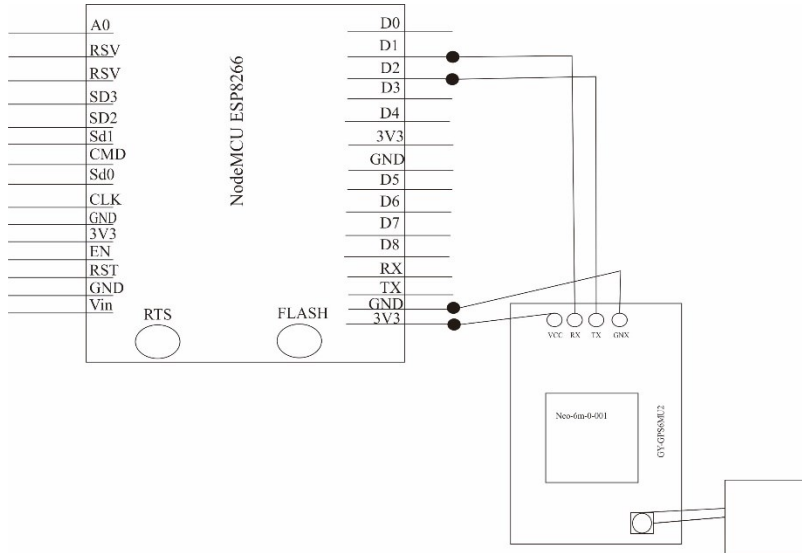 A0
RSV
RSV
SD3
SD2
Sd1
CMD
Sd0
CLK
GND
3V3
EN
RST
GND
Vin
NodeMCU ESP8266
RTS
FLASH
D0
D1
D2
D3
D4
3V3
GND
D5
D6
D7
D8
RX
TX
GND
3V3
VCC RX TX GNX
Neo-6m-0-001
GY-GPS6MU2